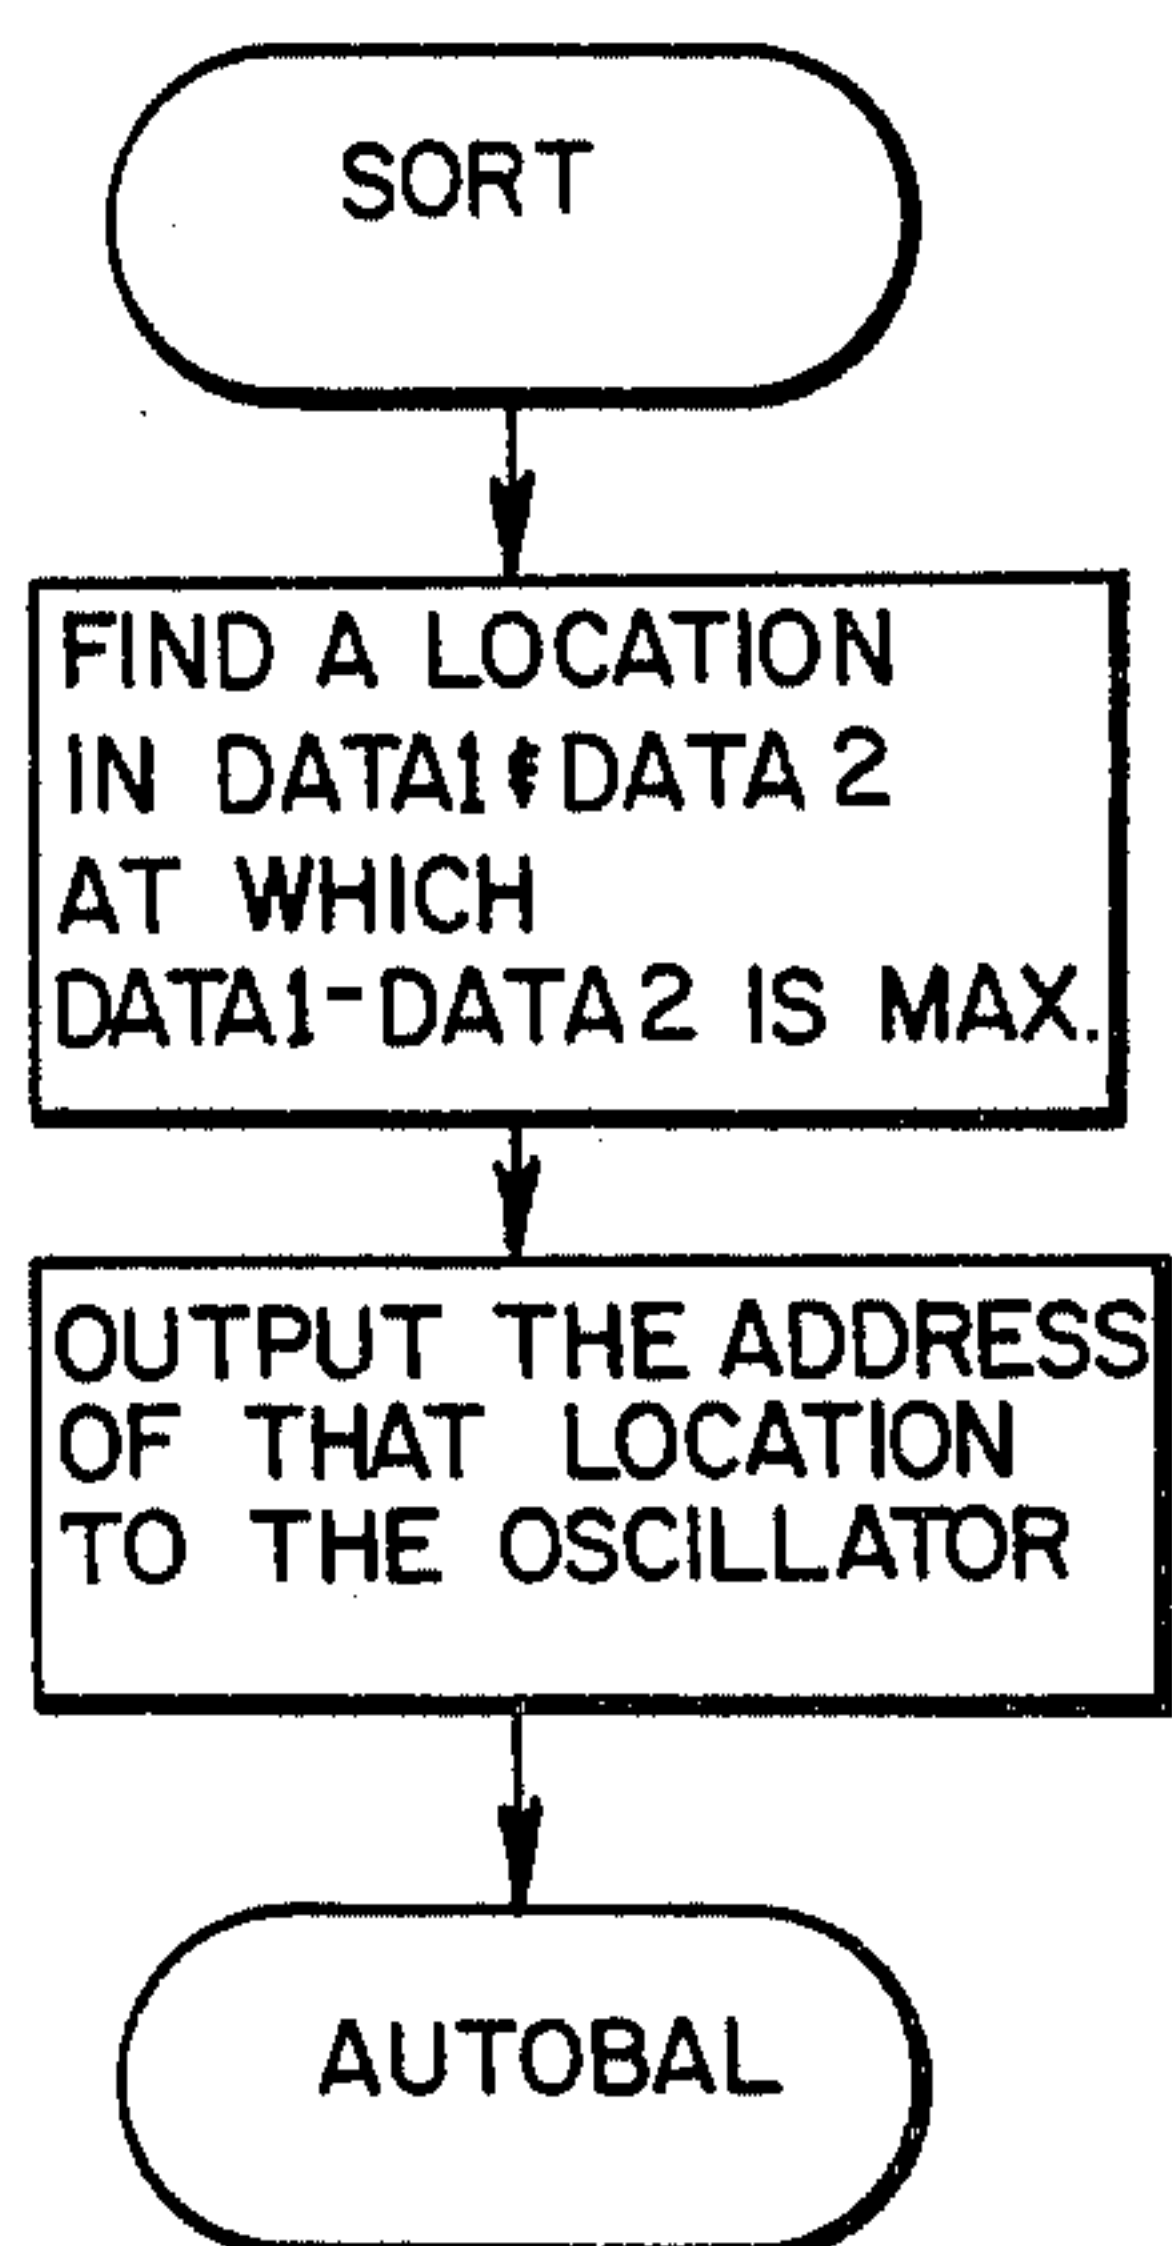 SORT
FIND A LOCATION
IN DATA1 & DATA 2
AT WHICH
DATA1-DATA2 IS MAX.
OUTPUT THE ADDRESS
OF THAT LOCATION
TO THE OSCILLATOR
AUTOBAL